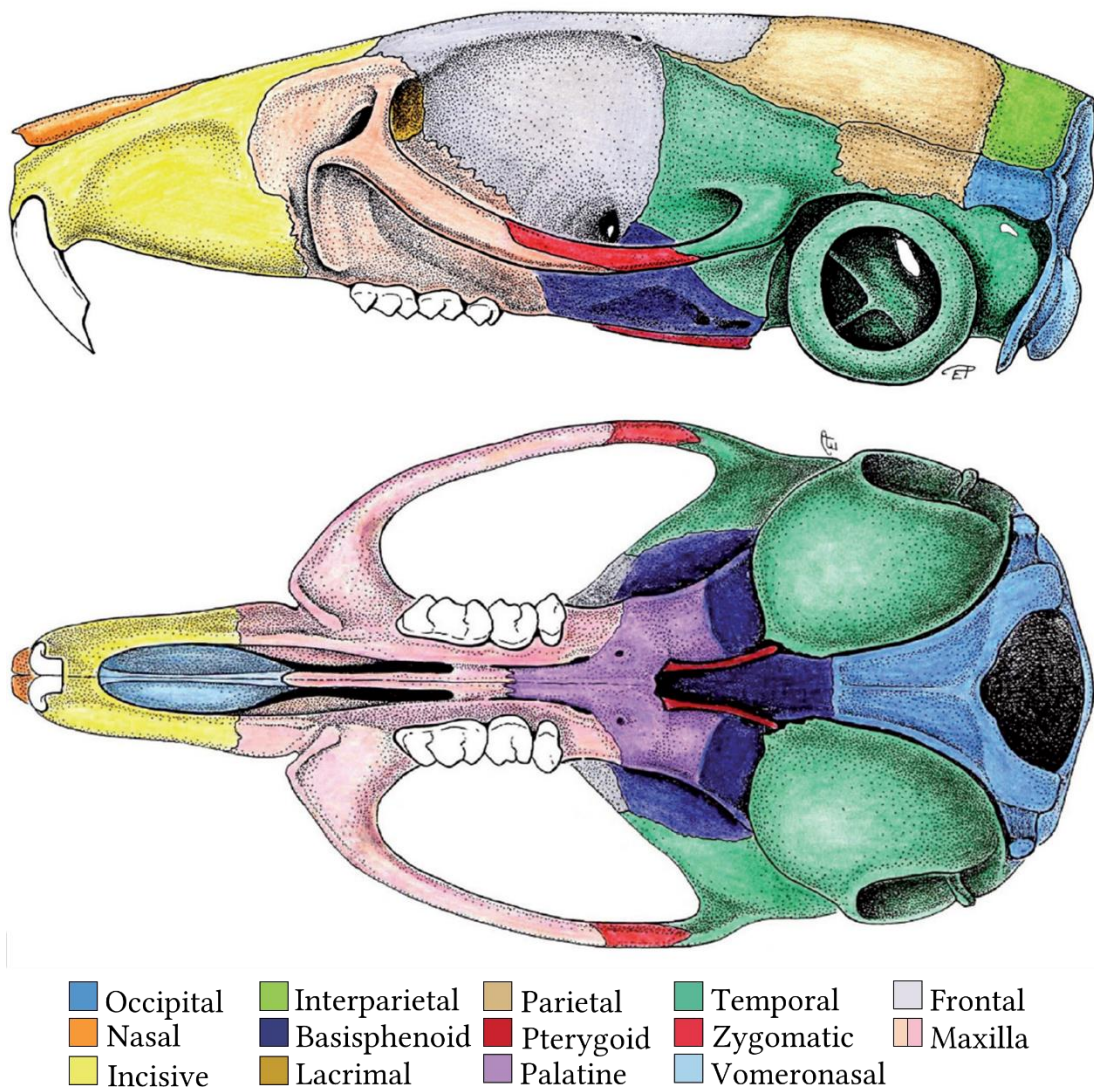 Occipital Interparietal Parietal Temporal Frontal
Nasal Basisphenoid Pterygoid Zygomatic Maxilla
Incisive Lacrimal Palatine Vomeronasal